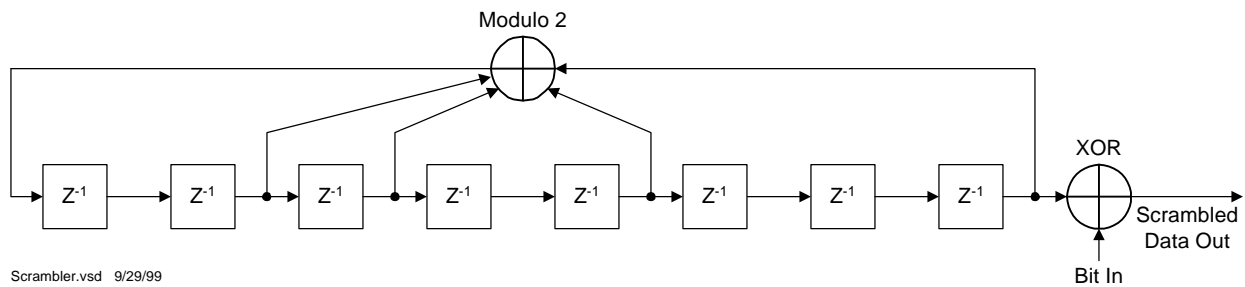 Modulo 2
XOR
Z⁻¹
Z⁻¹
Z⁻¹
Z⁻¹
Z⁻¹
Z⁻¹
Z⁻¹
Z⁻¹
Scrambled
Data Out
Bit In
Scrambler.vsd 9/29/99